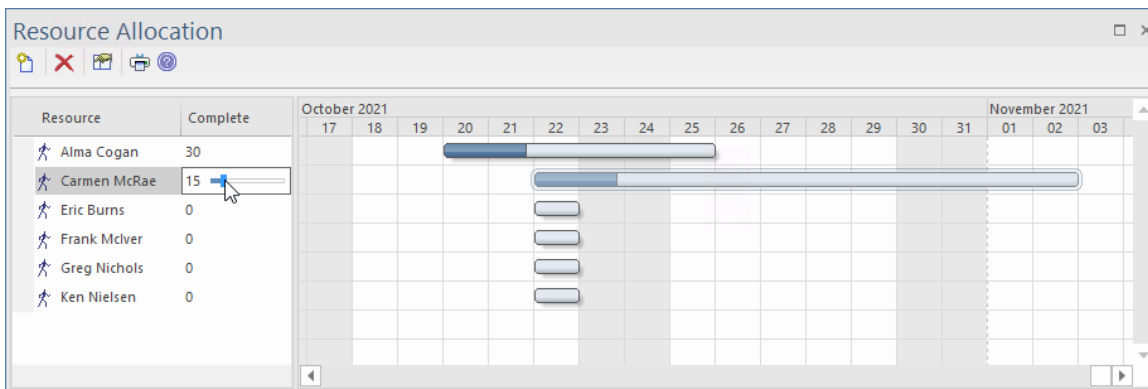 Resource Allocation
Resource Complete
October 2021 November 2021
17 18 19 20 21 22 23 24 25 26 27 28 29 30 31 01 02 03
Alma Cogan 30
Carmen McRae 15
Eric Burns 0
Frank McIver 0
Greg Nichols 0
Ken Nielsen 0